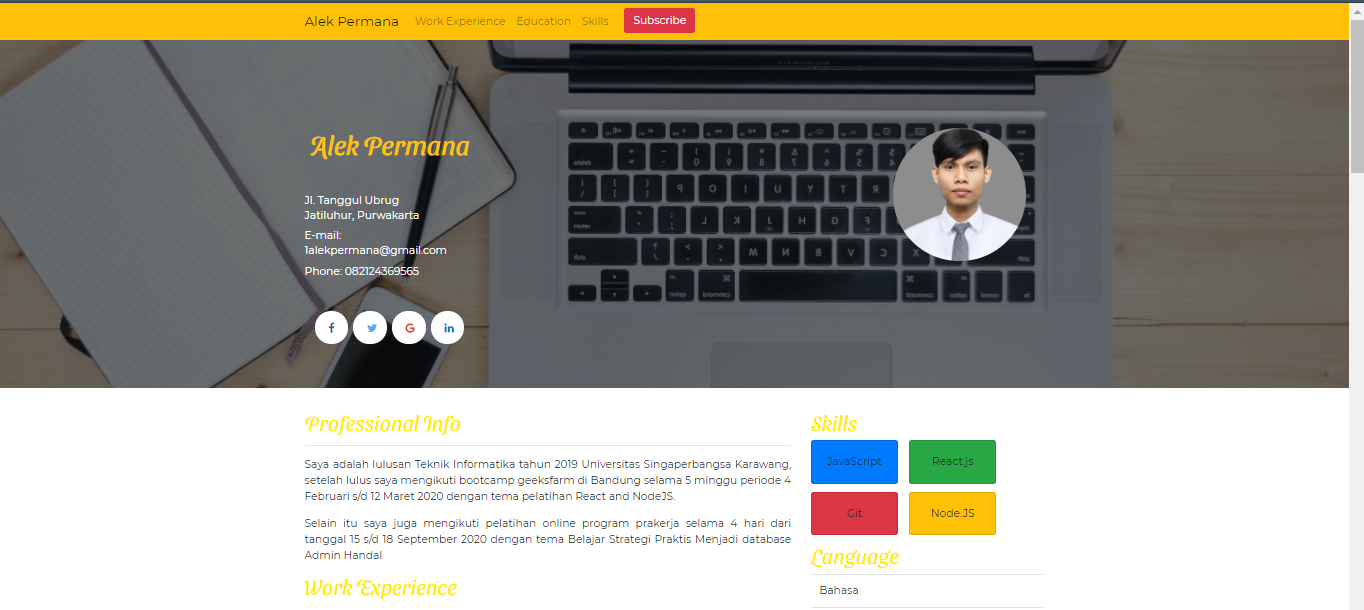 Alek Permana Work Experience Education Skills Subscribe
Alek Permana
Jl. Tanggul Ubrug
Jatiluhur, Purwakarta
E-mail:
1alekpermana@gmail.com
Phone: 082124369565
Professional Info
Saya adalah lulusan Teknik Informatika tahun 2019 Universitas Singaperbangsa Karawang,
setelah lulus saya mengikuti bootcamp geeksfarm di Bandung selama 5 minggu periode 4
Februari s/d 12 Maret 2020 dengan tema pelatihan React and NodeJS.
Selain itu saya juga mengikuti pelatihan online program prakerja selama 4 hari dari
tanggal 15 s/d 18 September 2020 dengan tema Belajar Strategi Praktis Menjadi database
Admin Handal
Work Experience
Skills
JavaScript
React.js
Git
Node.JS
Language
Bahasa